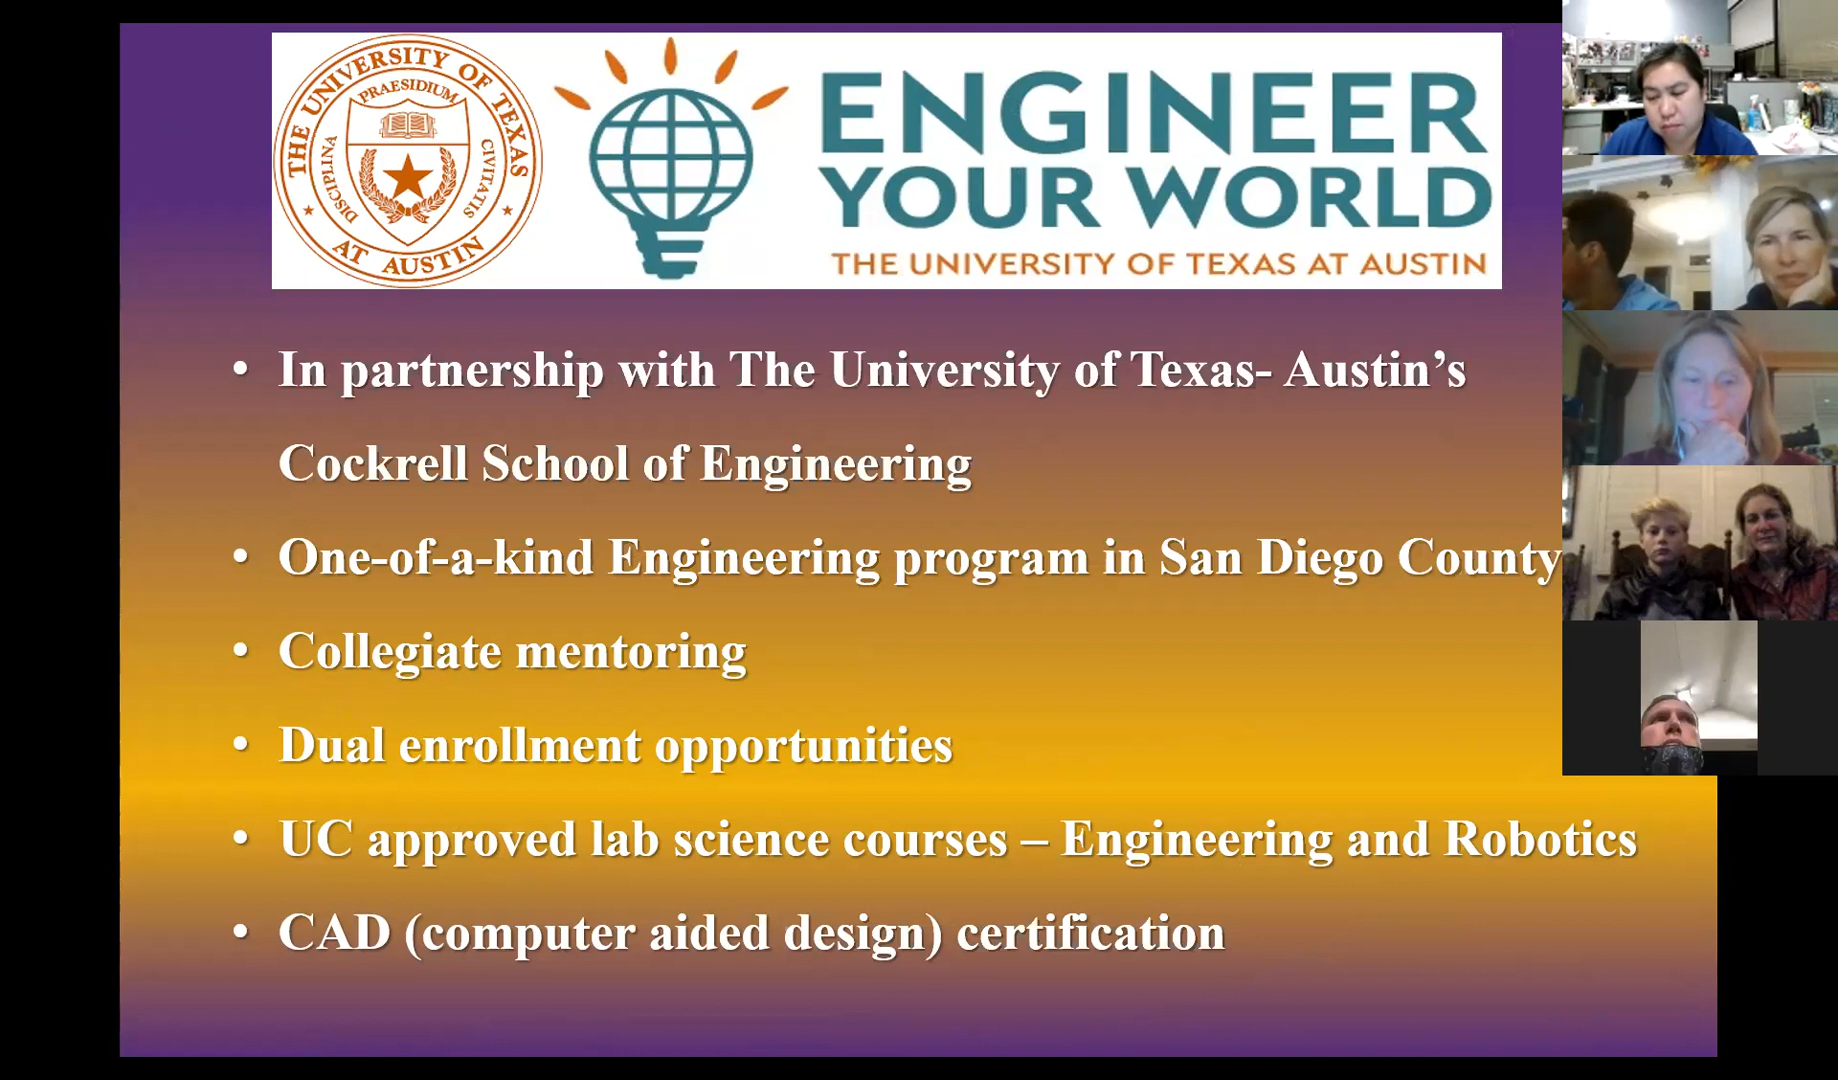 THE UNIVERSITY OF TEXAS
AT AUSTIN
PRAESIDIUM
DISCIPLINA
CIVITATIS
ENGINEER
YOUR WORLD
THE UNIVERSITY OF TEXAS AT AUSTIN
• In partnership with The University of Texas- Austin’s
Cockrell School of Engineering
• One-of-a-kind Engineering program in San Diego County
• Collegiate mentoring
• Dual enrollment opportunities
• UC approved lab science courses – Engineering and Robotics
• CAD (computer aided design) certification